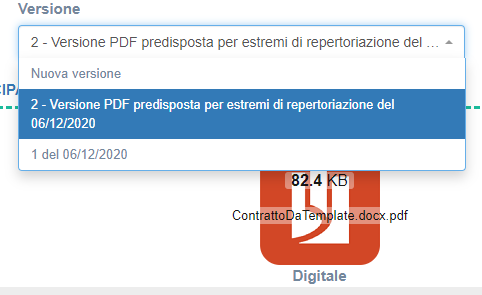 Versione
2 - Versione PDF predisposta per estremi di repertoriazione del ...
Nuova versione
2 - Versione PDF predisposta per estremi di repertoriazione del
06/12/2020
1 del 06/12/2020
82.4 KB
ContrattoDaTemplate.docx.pdf
Digitale